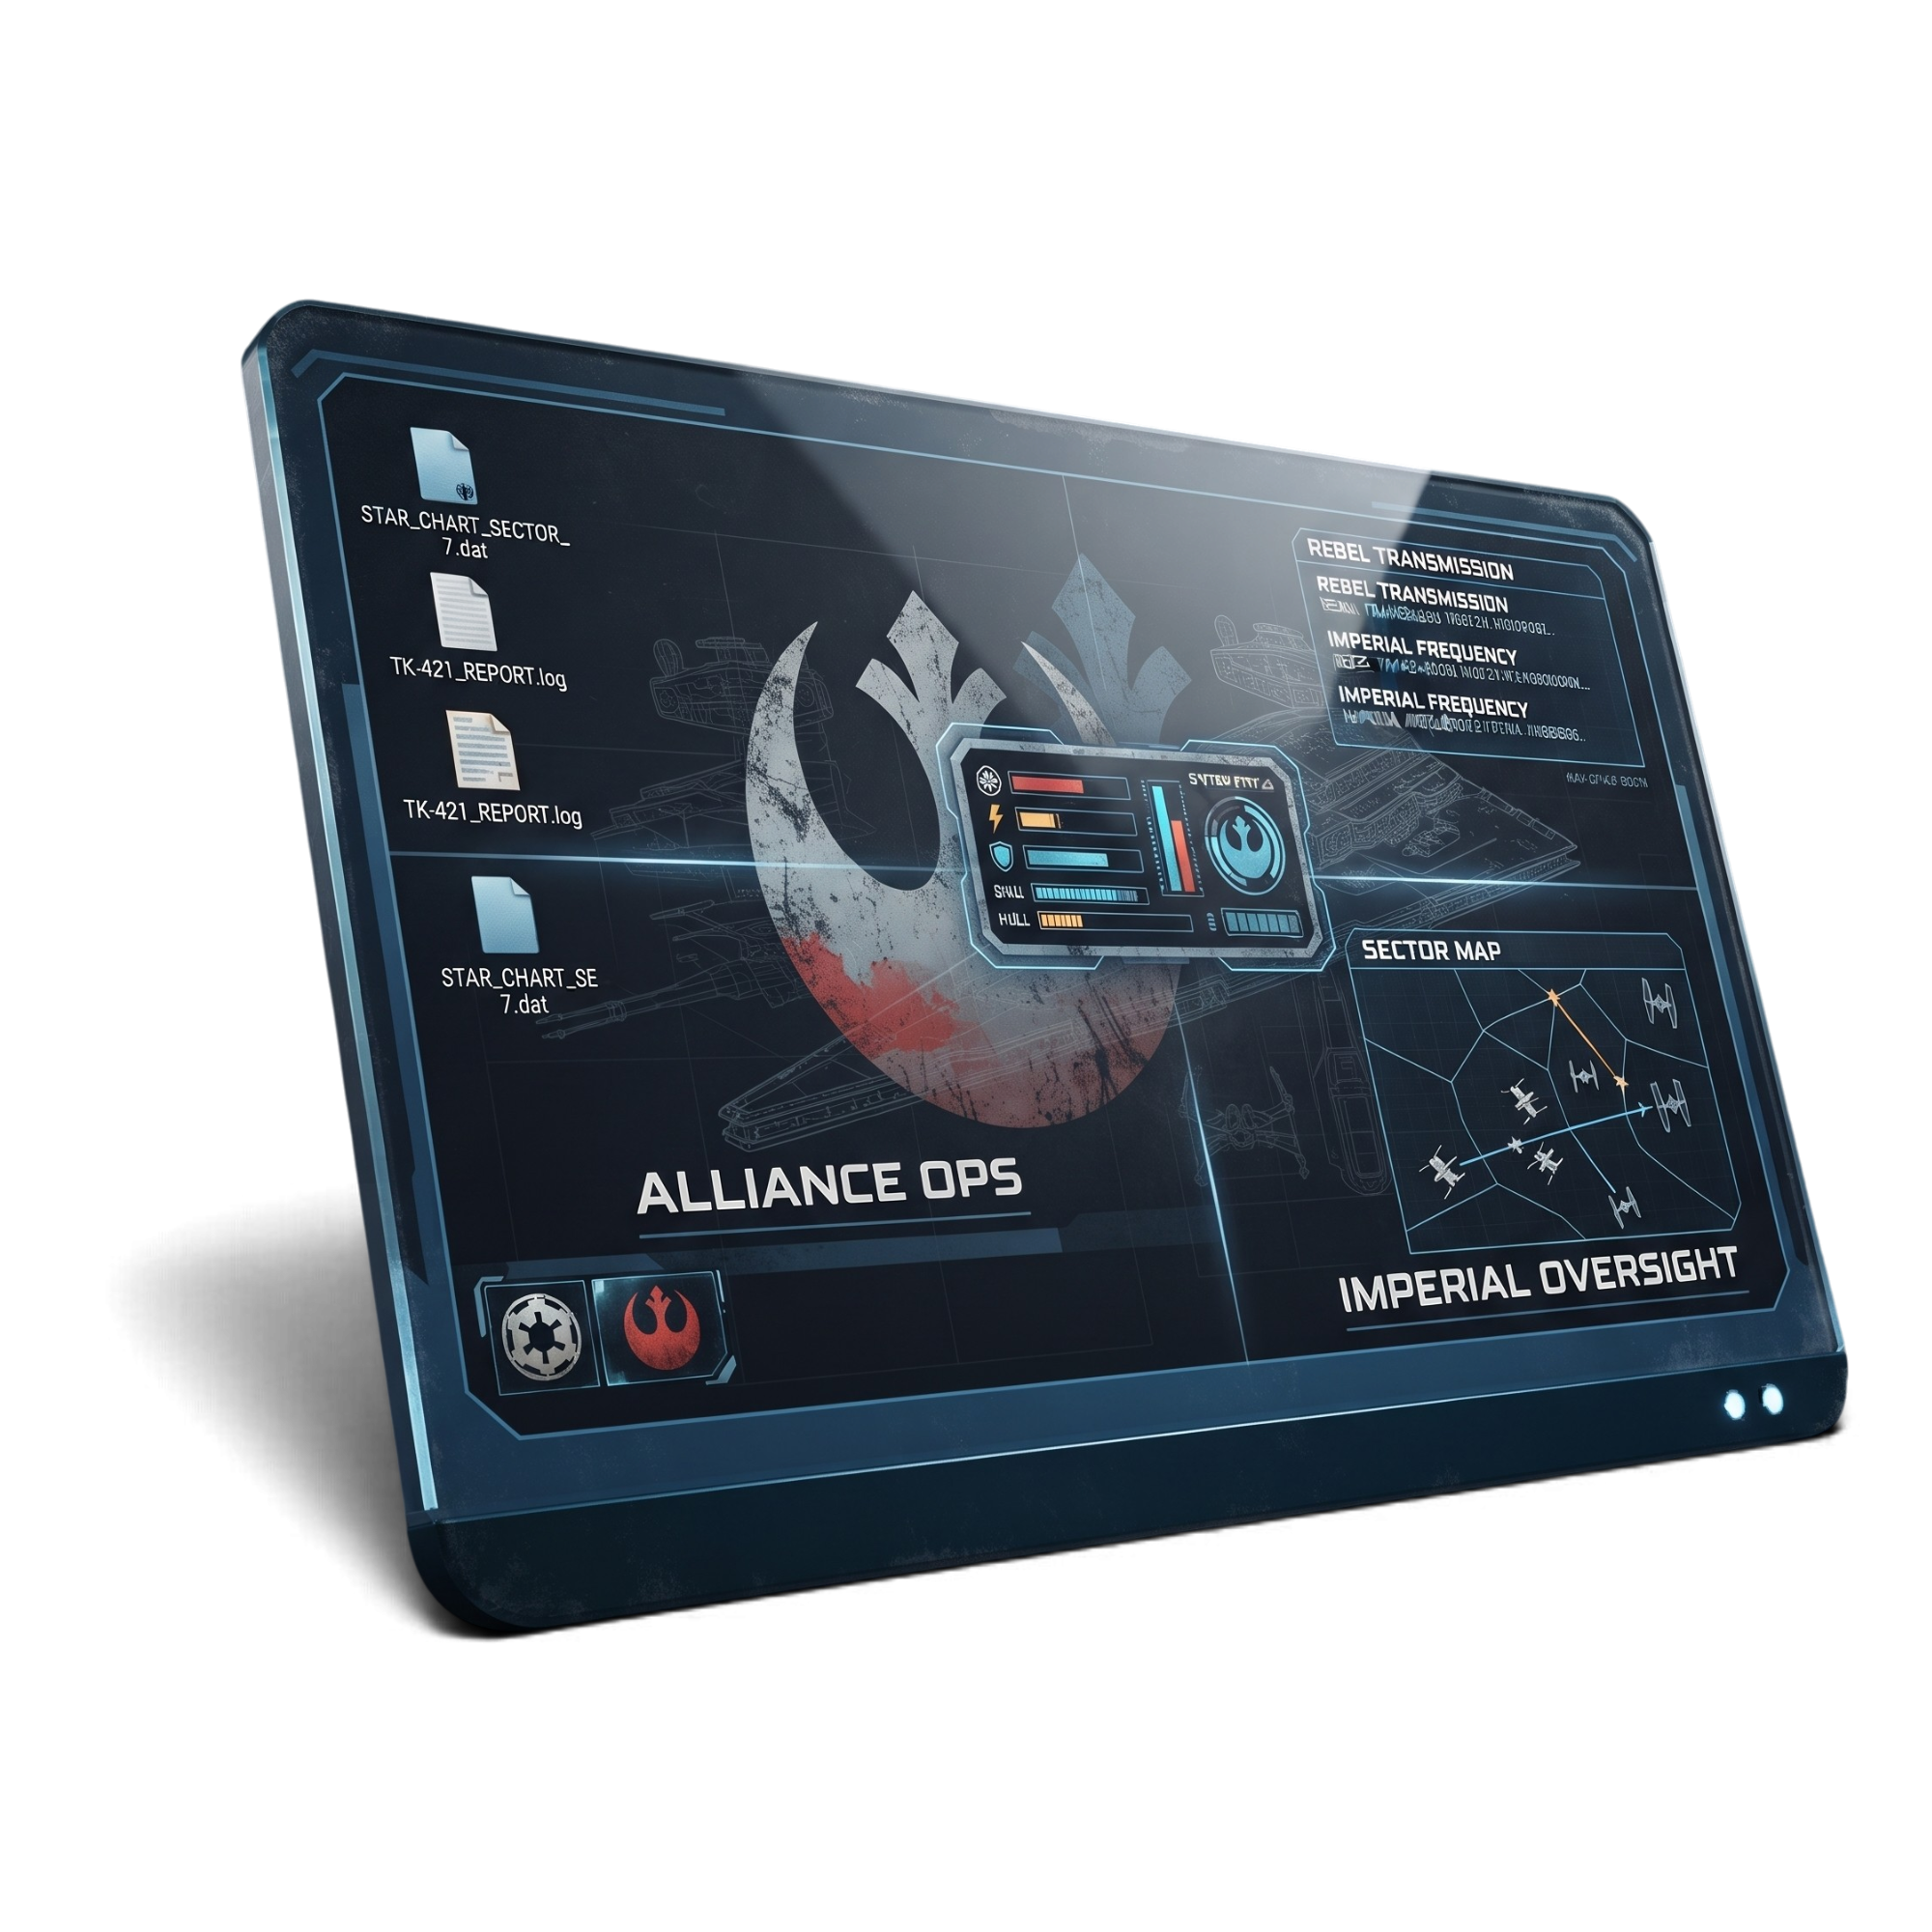 STAR_CHART_SECTOR_
7.dat
TK-421_REPORT.log
TK-421_REPORT.log
STAR_CHART_SE
7.dat
REBEL TRANSMISSION
REBEL TRANSMISSION
IMPERIAL FREQUENCY
IMPERIAL FREQUENCY
HULL
SECTOR MAP
ALLIANCE OPS
IMPERIAL OVERSIGHT